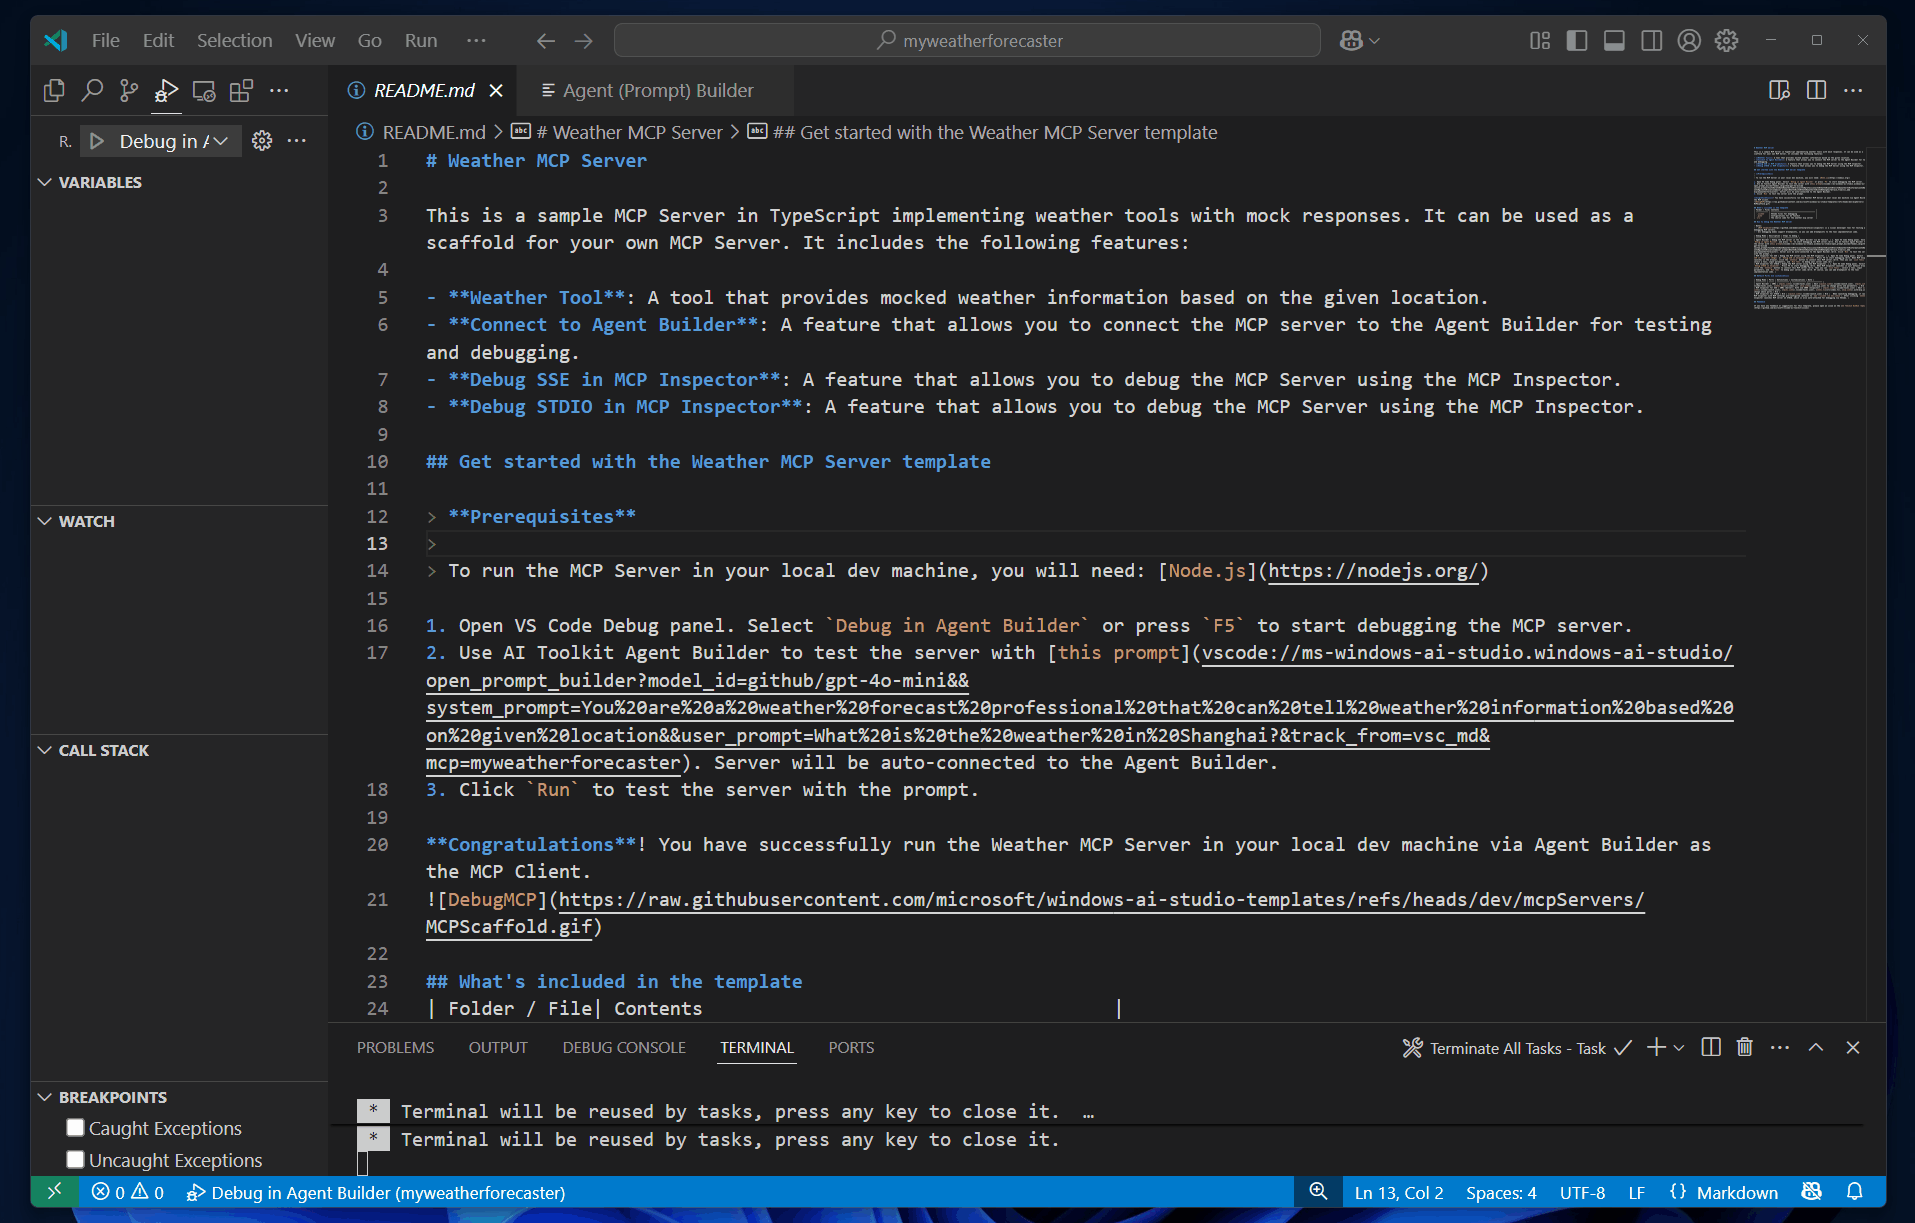 File Edit Selection View Go Run ··· myweatherforecaster
README.md Agent (Prompt) Builder
R. Debug in A
README.md > # Weather MCP Server > ## Get started with the Weather MCP Server template
VARIABLES
WATCH
CALL STACK
BREAKPOINTS
Caught Exceptions
Uncaught Exceptions
1 # Weather MCP Server
2
3 This is a sample MCP Server in TypeScript implementing weather tools with mock responses. It can be used as a
scaffold for your own MCP Server. It includes the following features:
4
5 - **Weather Tool**: A tool that provides mocked weather information based on the given location.
6 - **Connect to Agent Builder**: A feature that allows you to connect the MCP server to the Agent Builder for testing
and debugging.
7 - **Debug SSE in MCP Inspector**: A feature that allows you to debug the MCP Server using the MCP Inspector.
8 - **Debug STDIO in MCP Inspector**: A feature that allows you to debug the MCP Server using the MCP Inspector.
9
10 ## Get started with the Weather MCP Server template
11
12 > **Prerequisites**
13 >
14 > To run the MCP Server in your local dev machine, you will need: [Node.js](https://nodejs.org/)
15
16 1. Open VS Code Debug panel. Select `Debug in Agent Builder` or press `F5` to start debugging the MCP server.
17 2. Use AI Toolkit Agent Builder to test the server with [this prompt](vscode://ms-windows-ai-studio.windows-ai-studio/
open_prompt_builder?model_id=github/gpt-4o-mini&&
system_prompt=You%20are%20a%20weather%20forecast%20professional%20that%20can%20tell%20weather%20information%20based%20
on%20given%20location&&user_prompt=What%20is%20the%20weather%20in%20Shanghai?&track_from=vsc_md&
mcp=myweatherforecaster). Server will be auto-connected to the Agent Builder.
18 3. Click `Run` to test the server with the prompt.
19
20 **Congratulations**! You have successfully run the Weather MCP Server in your local dev machine via Agent Builder as
the MCP Client.
21 ![DebugMCP](https://raw.githubusercontent.com/microsoft/windows-ai-studio-templates/refs/heads/dev/mcpServers/
MCPScaffold.gif)
22
23 ## What's included in the template
24 | Folder / File| Contents |
PROBLEMS OUTPUT DEBUG CONSOLE TERMINAL PORTS Terminate All Tasks - Task
* Terminal will be reused by tasks, press any key to close it. …
* Terminal will be reused by tasks, press any key to close it.
0 0 Debug in Agent Builder (myweatherforecaster) Ln 13, Col 2 Spaces: 4 UTF-8 LF {} Markdown